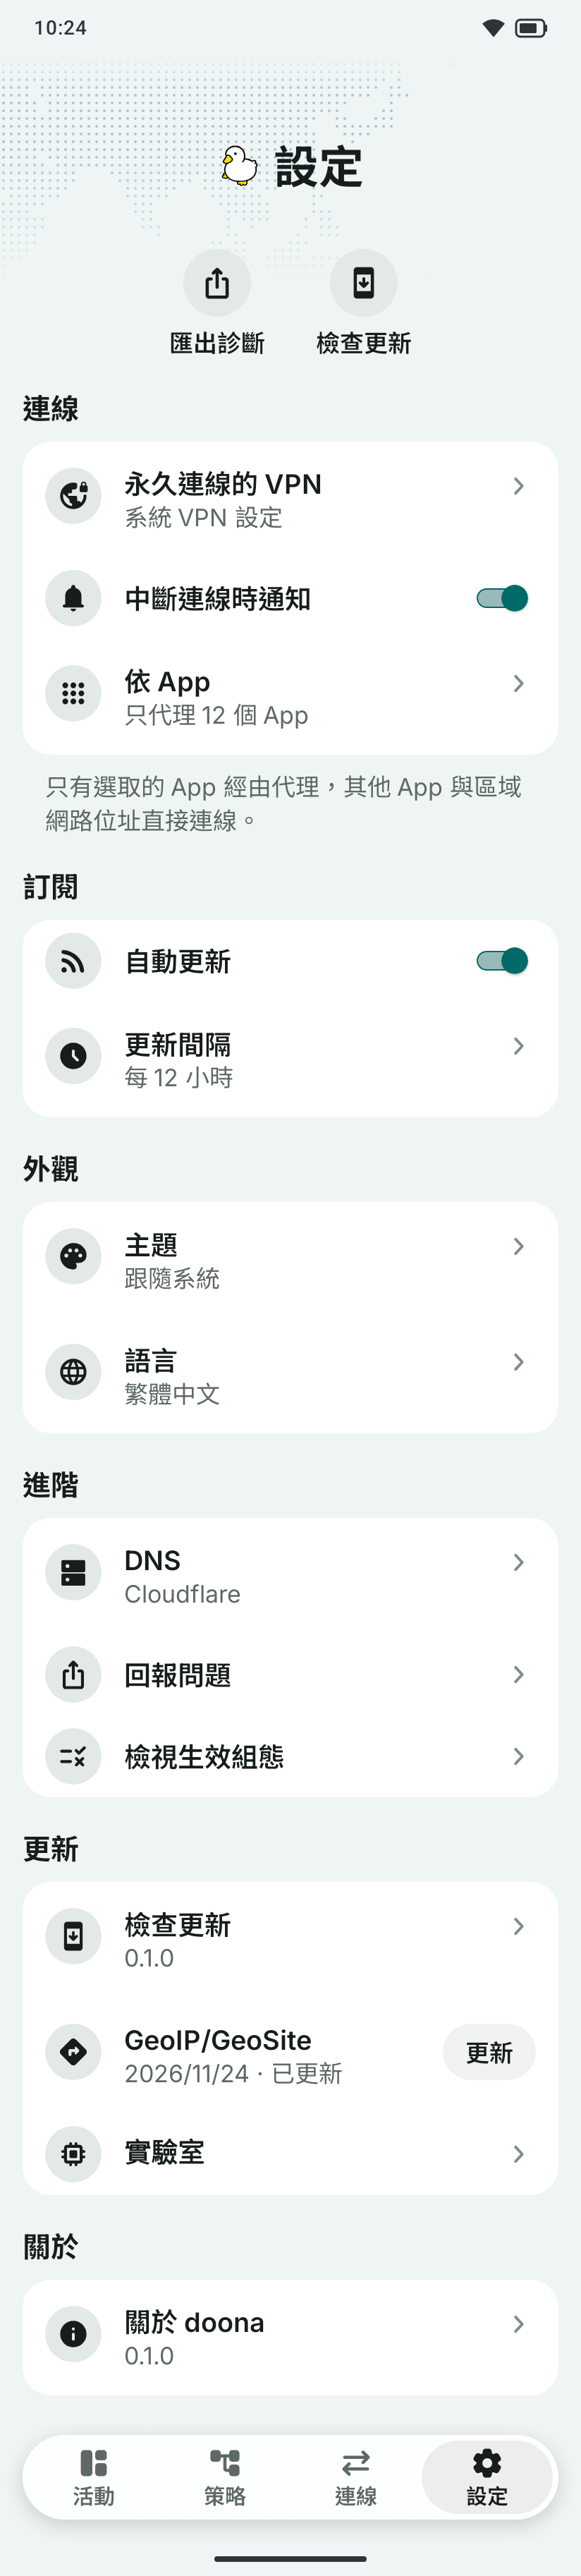 10:24
設定
匯出診斷
檢查更新
連線
永久連線的 VPN
系統 VPN 設定
中斷連線時通知
依 App
只代理 12 個 App
只有選取的 App 經由代理，其他 App 與區域
網路位址直接連線。
訂閱
自動更新
更新間隔
每 12 小時
外觀
主題
跟隨系統
語言
繁體中文
進階
DNS
Cloudflare
回報問題
檢視生效組態
更新
檢查更新
0.1.0
GeoIP/GeoSite
2026/11/24 · 已更新
更新
實驗室
關於
關於 doona
0.1.0
活動
策略
連線
設定